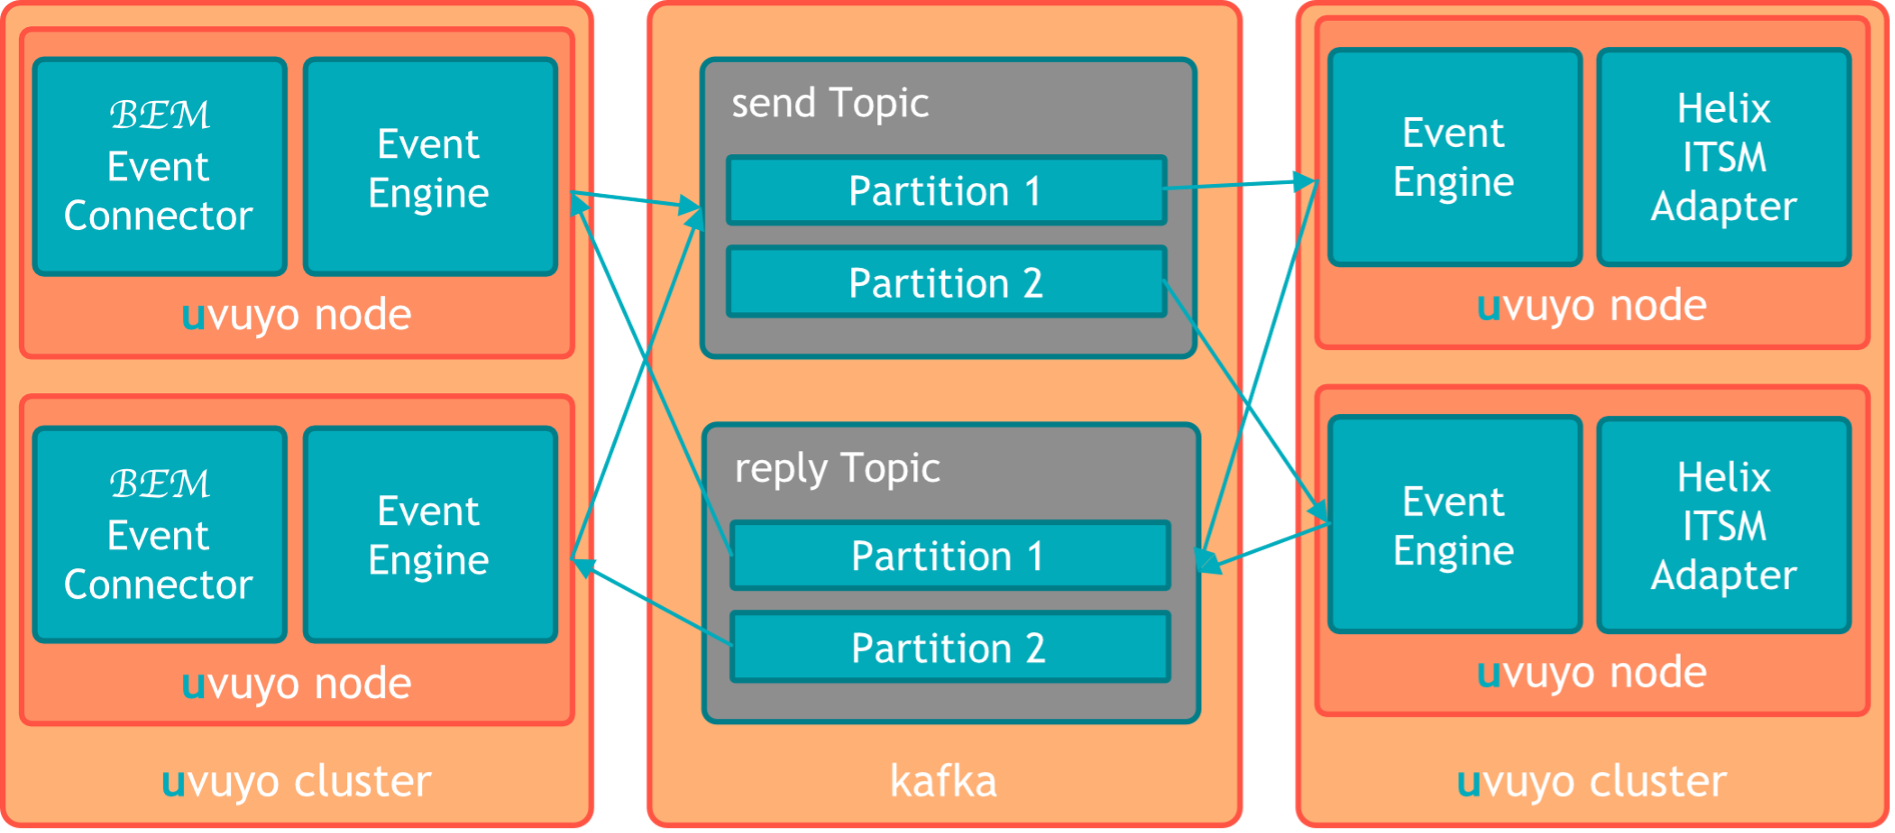 BEM
Event
Connector
Event
Engine
uvuyo node
BEM
Event
Connector
Event
Engine
uvuyo node
uvuyo cluster
send Topic
Partition 1
Partition 2
reply Topic
Partition 1
Partition 2
kafka
Event
Engine
Helix
ITSM
Adapter
uvuyo node
Event
Engine
Helix
ITSM
Adapter
uvuyo node
uvuyo cluster